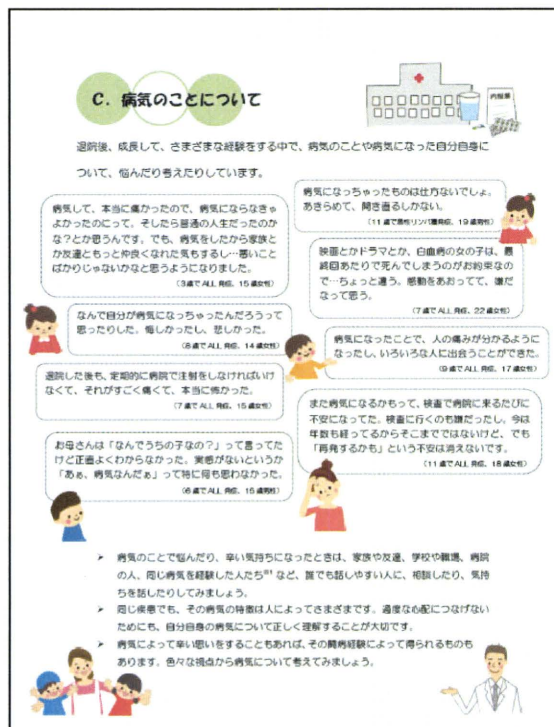 C. 病気のことについて
内服薬
退院後、成長して、さまざまな経験をする中で、病気のことや病気になった自分自身に
ついて、悩んだり考えたりしています。
病気して、本当に痛かったので、病気にならなきゃ
よかったのにって。そしたら普通の人生だったのか
な？とか思うんです。でも、病気をしたから家族と
か友達ともっと仲良くなれた気もするし…悪いこと
ばかりじゃないかなと思うようになりました。
(3歳で ALL 発症、15歳女性)
病気になっちゃったものは仕方ないでしょ。
あきらめて、開き直るしかない。
(11歳で急性リンパ性白血病、19歳男性)
映画とかドラマとか、白血病の女の子は、最
終回あたりで死んでしまうのがお約束な
ので…ちょっと違う。感動をあおってて、嫌だ
なって思う。
(7歳で ALL 発症、22歳女性)
なんで自分が病気になっちゃったんだろうって
思ったりした。悔しかったし、悲しかった。
(8歳で ALL 発症、14歳女性)
病気になったことで、人の痛みが分かるように
なったし、いろいろな人に出会うことができた。
(9歳で ALL 発症、17歳女性)
退院した後も、定期的に病院で注射をしなければいけ
なくて、それがすごく痛くて、本当に怖かった。
(7歳で ALL 発症、15歳女性)
また病気になるかもって、検査で病院に来るたびに
不安になってた。検査に行くのも嫌だったし、今は
年数も経ってるからそこまでではないけど、でも
「再発するかも」という不安は消えないです。
(11歳で ALL 発症、18歳女性)
お母さんは「なんでうちの子なの？」って言ってた
けど正直よくわからなかった。実感がないというか
「あぁ、病気なんだぁ」って特に何も思わなかった。
(6歳で ALL 発症、15歳男性)
➢ 病気のことで悩んだり、辛い気持ちになったときは、家族や友達、学校や職場、病院
の人、同じ病気を経験した人たち※1 など、誰でも話しやすい人に、相談したり、気持
ちを話したりしてみましょう。
➢ 同じ疾患でも、その病気の特徴は人によってさまざまです。過度な心配につなげない
ためにも、自分自身の病気について正しく理解することが大切です。
➢ 病気によって辛い思いをすることもあれば、その闘病経験によって得られるものも
あります。色々な視点から病気について考えてみましょう。